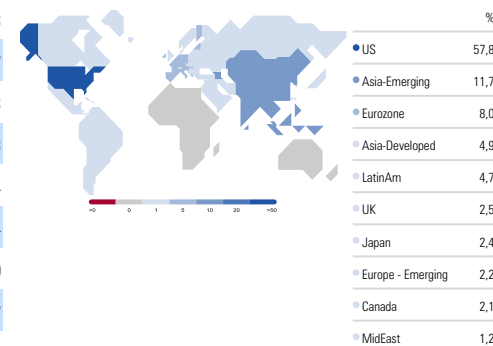 %
US 57,8
Asia-Emerging 11,7
Eurozone 8,0
Asia-Developed 4,9
LatinAm 4,7
UK 2,5
Japan 2,4
Europe - Emerging 2,2
Canada 2,1
MidEast 1,2
<0 0 1 5 10 20 >50